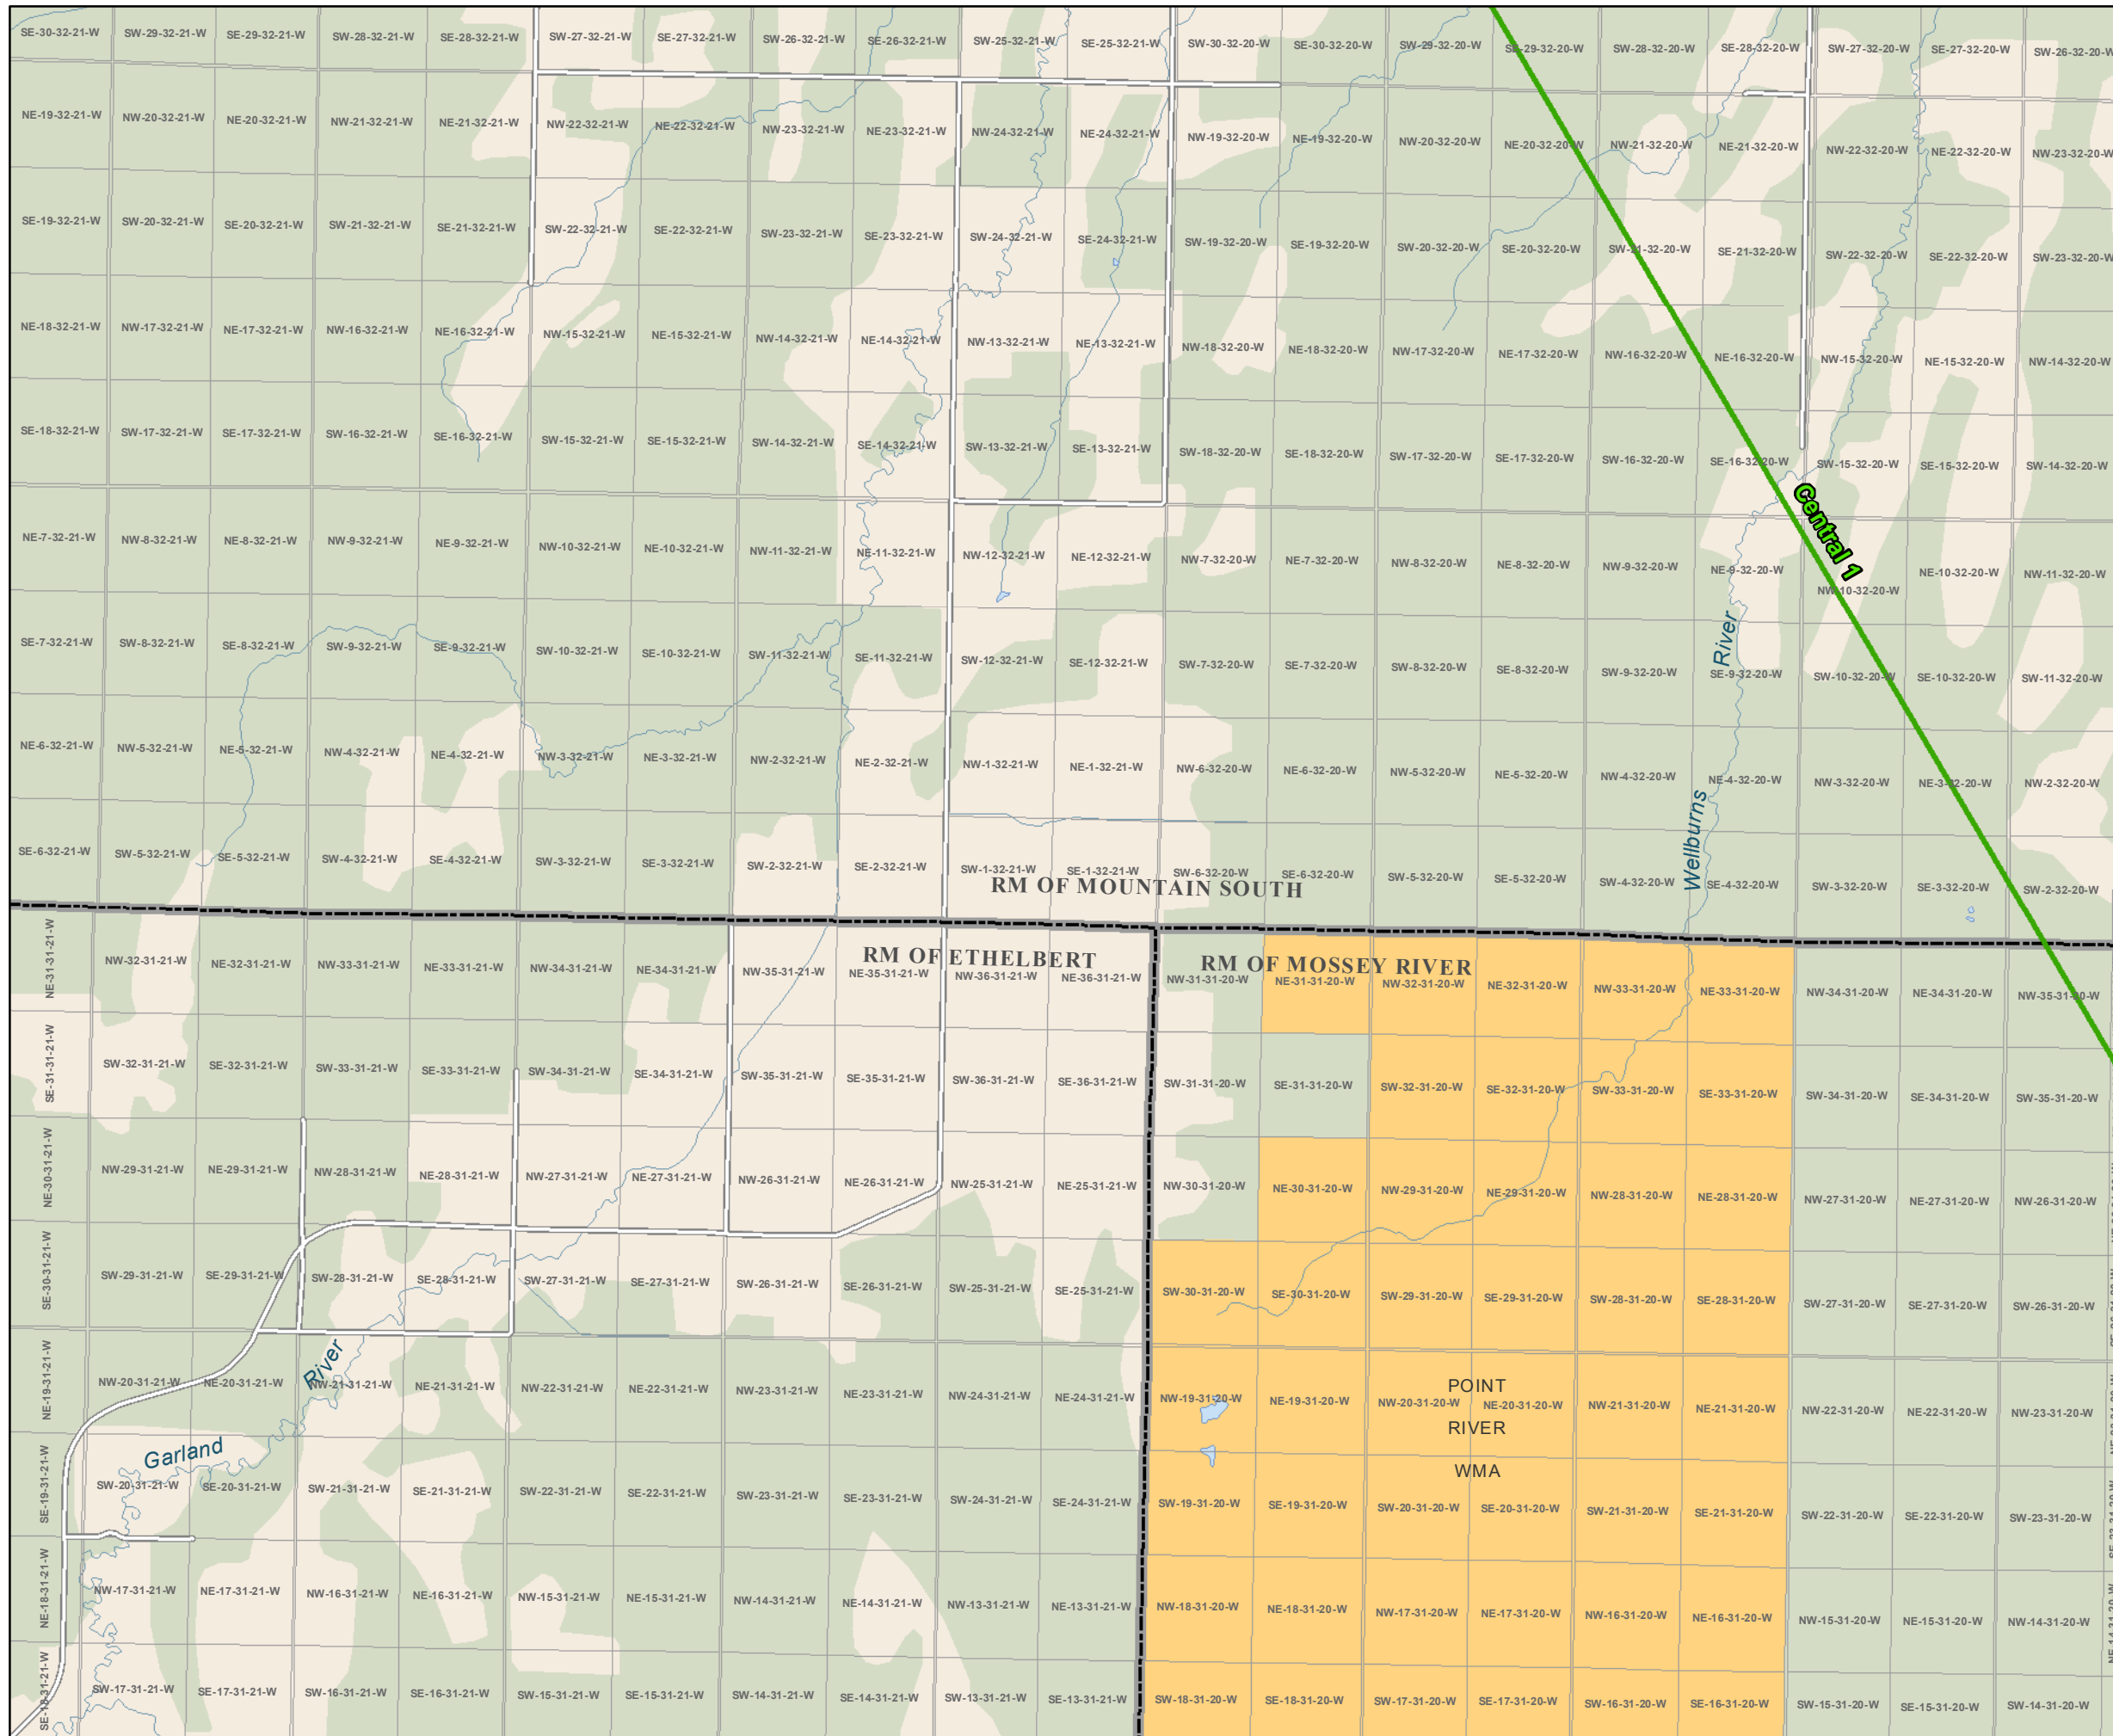 SE-30-32-21-W SW-29-32-21-W SE-29-32-21-W SW-28-32-21-W SE-28-32-21-W SW-27-32-21-W SE-27-32-21-W SW-26-32-21-W SE-26-32-21-W SW-25-32-21-W SE-25-32-21-W SW-30-32-20-W SE-30-32-20-W SW-29-32-20-W SE-29-32-20-W SW-28-32-20-W SE-28-32-20-W SW-27-32-20-W SE-27-32-20-W SW-26-32-20-W
NE-19-32-21-W NW-20-32-21-W NE-20-32-21-W NW-21-32-21-W NE-21-32-21-W NW-22-32-21-W NE-22-32-21-W NW-23-32-21-W NE-23-32-21-W NW-24-32-21-W NE-24-32-21-W NW-19-32-20-W NE-19-32-20-W NW-20-32-20-W NE-20-32-20-W NW-21-32-20-W NE-21-32-20-W NW-22-32-20-W NE-22-32-20-W NW-23-32-20-W
SE-19-32-21-W SW-20-32-21-W SE-20-32-21-W SW-21-32-21-W SE-21-32-21-W SW-22-32-21-W SE-22-32-21-W SW-23-32-21-W SE-23-32-21-W SW-24-32-21-W SE-24-32-21-W SW-19-32-20-W SE-19-32-20-W SW-20-32-20-W SE-20-32-20-W SW-21-32-20-W SE-21-32-20-W SW-22-32-20-W SE-22-32-20-W SW-23-32-20-W
NE-18-32-21-W NW-17-32-21-W NE-17-32-21-W NW-16-32-21-W NE-16-32-21-W NW-15-32-21-W NE-15-32-21-W NW-14-32-21-W NE-14-32-21-W NW-13-32-21-W NE-13-32-21-W NW-18-32-20-W NE-18-32-20-W NW-17-32-20-W NE-17-32-20-W NW-16-32-20-W NE-16-32-20-W NW-15-32-20-W NE-15-32-20-W NW-14-32-20-W
SE-18-32-21-W SW-17-32-21-W SE-17-32-21-W SW-16-32-21-W SE-16-32-21-W SW-15-32-21-W SE-15-32-21-W SW-14-32-21-W SE-14-32-21-W SW-13-32-21-W SE-13-32-21-W SW-18-32-20-W SE-18-32-20-W SW-17-32-20-W SE-17-32-20-W SW-16-32-20-W SE-16-32-20-W SW-15-32-20-W SE-15-32-20-W SW-14-32-20-W
Central 1
NE-7-32-21-W NW-8-32-21-W NE-8-32-21-W NW-9-32-21-W NE-9-32-21-W NW-10-32-21-W NE-10-32-21-W NW-11-32-21-W NE-11-32-21-W NW-12-32-21-W NE-12-32-21-W NW-7-32-20-W NE-7-32-20-W NW-8-32-20-W NE-8-32-20-W NW-9-32-20-W NE-9-32-20-W NW-10-32-20-W NE-10-32-20-W NW-11-32-20-W
SE-7-32-21-W SW-8-32-21-W SE-8-32-21-W SW-9-32-21-W SE-9-32-21-W SW-10-32-21-W SE-10-32-21-W SW-11-32-21-W SE-11-32-21-W SW-12-32-21-W SE-12-32-21-W SW-7-32-20-W SE-7-32-20-W SW-8-32-20-W SE-8-32-20-W SW-9-32-20-W SE-9-32-20-W SW-10-32-20-W SE-10-32-20-W SW-11-32-20-W
Wellburns River
NE-6-32-21-W NW-5-32-21-W NE-5-32-21-W NW-4-32-21-W NE-4-32-21-W NW-3-32-21-W NE-3-32-21-W NW-2-32-21-W NE-2-32-21-W NW-1-32-21-W NE-1-32-21-W NW-6-32-20-W NE-6-32-20-W NW-5-32-20-W NE-5-32-20-W NW-4-32-20-W NE-4-32-20-W NW-3-32-20-W NE-3-32-20-W NW-2-32-20-W
SE-6-32-21-W SW-5-32-21-W SE-5-32-21-W SW-4-32-21-W SE-4-32-21-W SW-3-32-21-W SE-3-32-21-W SW-2-32-21-W SE-2-32-21-W SW-1-32-21-W SE-1-32-21-W SW-6-32-20-W SE-6-32-20-W SW-5-32-20-W SE-5-32-20-W SW-4-32-20-W SE-4-32-20-W SW-3-32-20-W SE-3-32-20-W SW-2-32-20-W
RM OF MOUNTAIN SOUTH
RM OF ETHELBERT RM OF MOSSEY RIVER
NE-31-31-21-W NW-32-31-21-W NE-32-31-21-W NW-33-31-21-W NE-33-31-21-W NW-34-31-21-W NE-34-31-21-W NW-35-31-21-W NE-35-31-21-W NW-36-31-21-W NE-36-31-21-W NW-31-31-20-W NE-31-31-20-W NW-32-31-20-W NE-32-31-20-W NW-33-31-20-W NE-33-31-20-W NW-34-31-20-W NE-34-31-20-W NW-35-31-20-W
SE-31-31-21-W SW-32-31-21-W SE-32-31-21-W SW-33-31-21-W SE-33-31-21-W SW-34-31-21-W SE-34-31-21-W SW-35-31-21-W SE-35-31-21-W SW-36-31-21-W SE-36-31-21-W SW-31-31-20-W SE-31-31-20-W SW-32-31-20-W SE-32-31-20-W SW-33-31-20-W SE-33-31-20-W SW-34-31-20-W SE-34-31-20-W SW-35-31-20-W
NE-30-31-21-W NW-29-31-21-W NE-29-31-21-W NW-28-31-21-W NE-28-31-21-W NW-27-31-21-W NE-27-31-21-W NW-26-31-21-W NE-26-31-21-W NW-25-31-21-W NE-25-31-21-W NW-30-31-20-W NE-30-31-20-W NW-29-31-20-W NE-29-31-20-W NW-28-31-20-W NE-28-31-20-W NW-27-31-20-W NE-27-31-20-W NW-26-31-20-W
SE-30-31-21-W SW-29-31-21-W SE-29-31-21-W SW-28-31-21-W SE-28-31-21-W SW-27-31-21-W SE-27-31-21-W SW-26-31-21-W SE-26-31-21-W SW-25-31-21-W SE-25-31-21-W SW-30-31-20-W SE-30-31-20-W SW-29-31-20-W SE-29-31-20-W SW-28-31-20-W SE-28-31-20-W SW-27-31-20-W SE-27-31-20-W SW-26-31-20-W
NE-19-31-21-W NW-20-31-21-W NE-20-31-21-W NW-21-31-21-W NE-21-31-21-W NW-22-31-21-W NE-22-31-21-W NW-23-31-21-W NE-23-31-21-W NW-24-31-21-W NE-24-31-21-W NW-19-31-20-W NE-19-31-20-W NW-20-31-20-W NE-20-31-20-W NW-21-31-20-W NE-21-31-20-W NW-22-31-20-W NE-22-31-20-W NW-23-31-20-W
POINT
RIVER
WMA
Garland River
SE-19-31-21-W SW-20-31-21-W SE-20-31-21-W SW-21-31-21-W SE-21-31-21-W SW-22-31-21-W SE-22-31-21-W SW-23-31-21-W SE-23-31-21-W SW-24-31-21-W SE-24-31-21-W SW-19-31-20-W SE-19-31-20-W SW-20-31-20-W SE-20-31-20-W SW-21-31-20-W SE-21-31-20-W SW-22-31-20-W SE-22-31-20-W SW-23-31-20-W
NE-18-31-21-W NW-17-31-21-W NE-17-31-21-W NW-16-31-21-W NE-16-31-21-W NW-15-31-21-W NE-15-31-21-W NW-14-31-21-W NE-14-31-21-W NW-13-31-21-W NE-13-31-21-W NW-18-31-20-W NE-18-31-20-W NW-17-31-20-W NE-17-31-20-W NW-16-31-20-W NE-16-31-20-W NW-15-31-20-W NE-15-31-20-W NW-14-31-20-W
SE-18-31-21-W SW-17-31-21-W SE-17-31-21-W SW-16-31-21-W SE-16-31-21-W SW-15-31-21-W SE-15-31-21-W SW-14-31-21-W SE-14-31-21-W SW-13-31-21-W SE-13-31-21-W SW-18-31-20-W SE-18-31-20-W SW-17-31-20-W SE-17-31-20-W SW-16-31-20-W SE-16-31-20-W SW-15-31-20-W SE-15-31-20-W SW-14-31-20-W